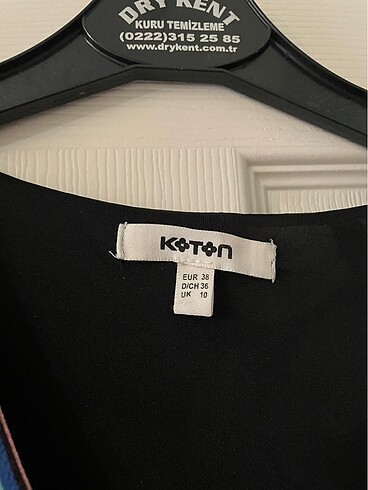 DRY KENT
KURU TEMİZLEME
(0222)315 25 85
www.drykent.com.tr
KOTON
EUR 38
D/CH 36
UK 10